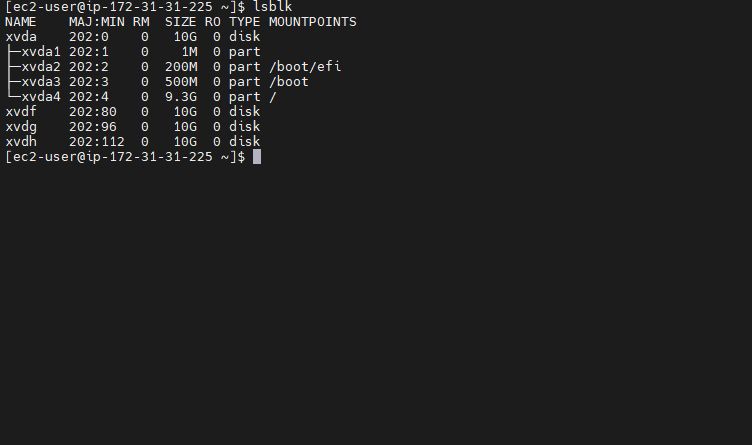 [ec2-user@ip-172-31-31-225 ~]$ lsblk
NAME    MAJ:MIN RM  SIZE RO TYPE MOUNTPOINTS
xvda    202:0    0   10G  0 disk
├─xvda1 202:1    0    1M  0 part
├─xvda2 202:2    0  200M  0 part /boot/efi
├─xvda3 202:3    0  500M  0 part /boot
└─xvda4 202:4    0  9.3G  0 part /
xvdf    202:80   0   10G  0 disk
xvdg    202:96   0   10G  0 disk
xvdh    202:112  0   10G  0 disk
[ec2-user@ip-172-31-31-225 ~]$